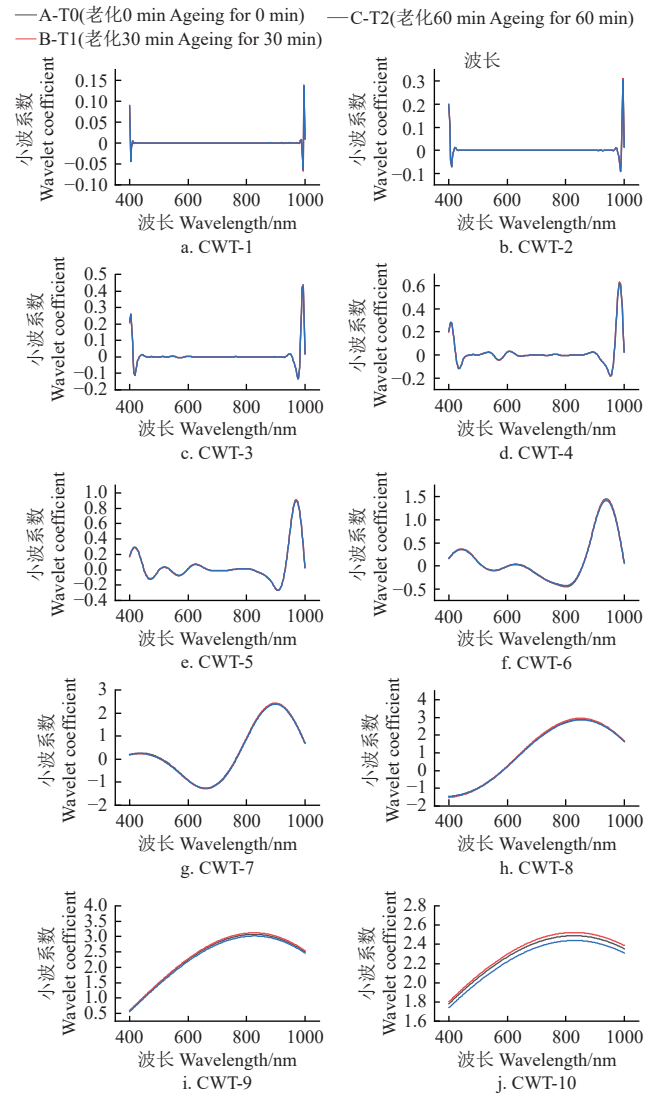 A-T0(老化0 min Ageing for 0 min)
C-T2(老化60 min Ageing for 60 min)
B-T1(老化30 min Ageing for 30 min)
波长
小波系数
Wavelet coefficient
0.15
0.10
0.05
0
−0.05
−0.10
400 600 800 1000
波长 Wavelength/nm
a. CWT-1
小波系数
Wavelet coefficient
0.3
0.2
0.1
0
−0.1
400 600 800 1000
波长 Wavelength/nm
b. CWT-2
小波系数
Wavelet coefficient
0.5
0.4
0.3
0.2
0.1
0
−0.1
−0.2
400 600 800 1000
波长 Wavelength/nm
c. CWT-3
小波系数
Wavelet coefficient
0.6
0.4
0.2
0
−0.2
400 600 800 1000
波长 Wavelength/nm
d. CWT-4
小波系数
Wavelet coefficient
1.0
0.8
0.6
0.4
0.2
0.0
−0.2
−0.4
400 600 800 1000
波长 Wavelength/nm
e. CWT-5
小波系数
Wavelet coefficient
1.5
1.0
0.5
0
−0.5
400 600 800 1000
波长 Wavelength/nm
f. CWT-6
小波系数
Wavelet coefficient
3
2
1
0
−1
−2
400 600 800 1000
波长 Wavelength/nm
g. CWT-7
小波系数
Wavelet coefficient
4
3
2
1
0
−1
−2
400 600 800 1000
波长 Wavelength/nm
h. CWT-8
小波系数
Wavelet coefficient
4.0
3.5
3.0
2.5
2.0
1.5
1.0
0.5
400 600 800 1000
波长 Wavelength/nm
i. CWT-9
小波系数
Wavelet coefficient
2.8
2.6
2.4
2.2
2.0
1.8
1.6
400 600 800 1000
波长 Wavelength/nm
j. CWT-10